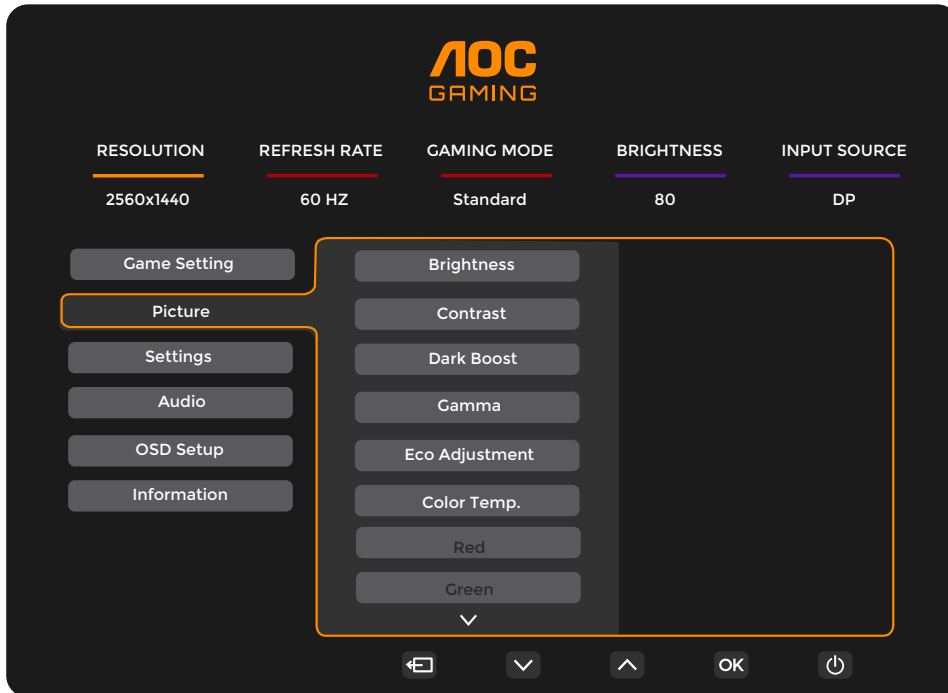 AOC
GAMING
RESOLUTION REFRESH RATE GAMING MODE BRIGHTNESS INPUT SOURCE
2560x1440 60 HZ Standard 80 DP
Game Setting
Picture
Settings
Audio
OSD Setup
Information
Brightness
Contrast
Dark Boost
Gamma
Eco Adjustment
Color Temp.
Red
Green
OK